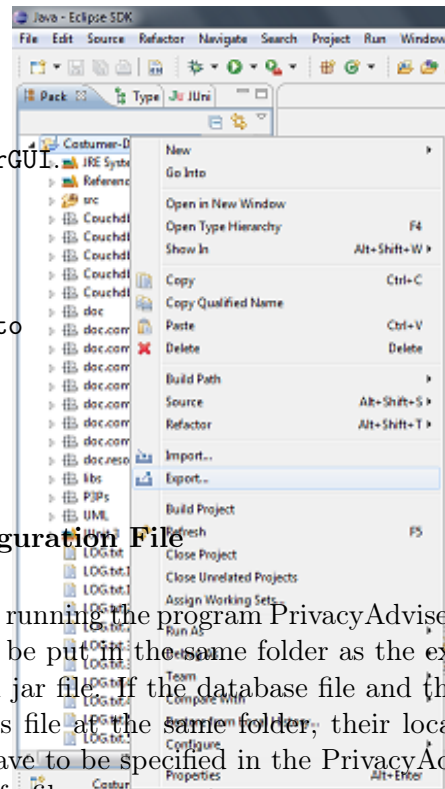 Java - Eclipse SDK
File Edit Source Refactor Navigate Search Project Run Window
Pack Type JUni
Costumer-D
rGUI.
JRE Syste
Referenc
src
Couchdl
Couchdl
Couchdl
Couchdl
Couchdl
doc
doc.com
doc.com
doc.com
doc.com
doc.com
doc.com
doc.reso
libs
P3Ps
UML
LOG.txt
LOG.txt.1
New
Go Into
Open in New Window
Open Type Hierarchy F4
Show In Alt+Shift+W
Copy Ctrl+C
Copy Qualified Name
to
Paste Ctrl+V
Delete Delete
Build Path
Source Alt+Shift+S
Refactor Alt+Shift+T
Import...
Export...
Build Project
Refresh F5
guration File
Close Project
Close Unrelated Projects
Assign Working Sets...
running the program PrivacyAdvise
Run As
be put in the same folder as the ex
Team
jar file. If the database file and th
Compare With
s file at the same folder, their loca
Configure
ave to be specified in the PrivacyAd
Costur
Properties Alt+Enter